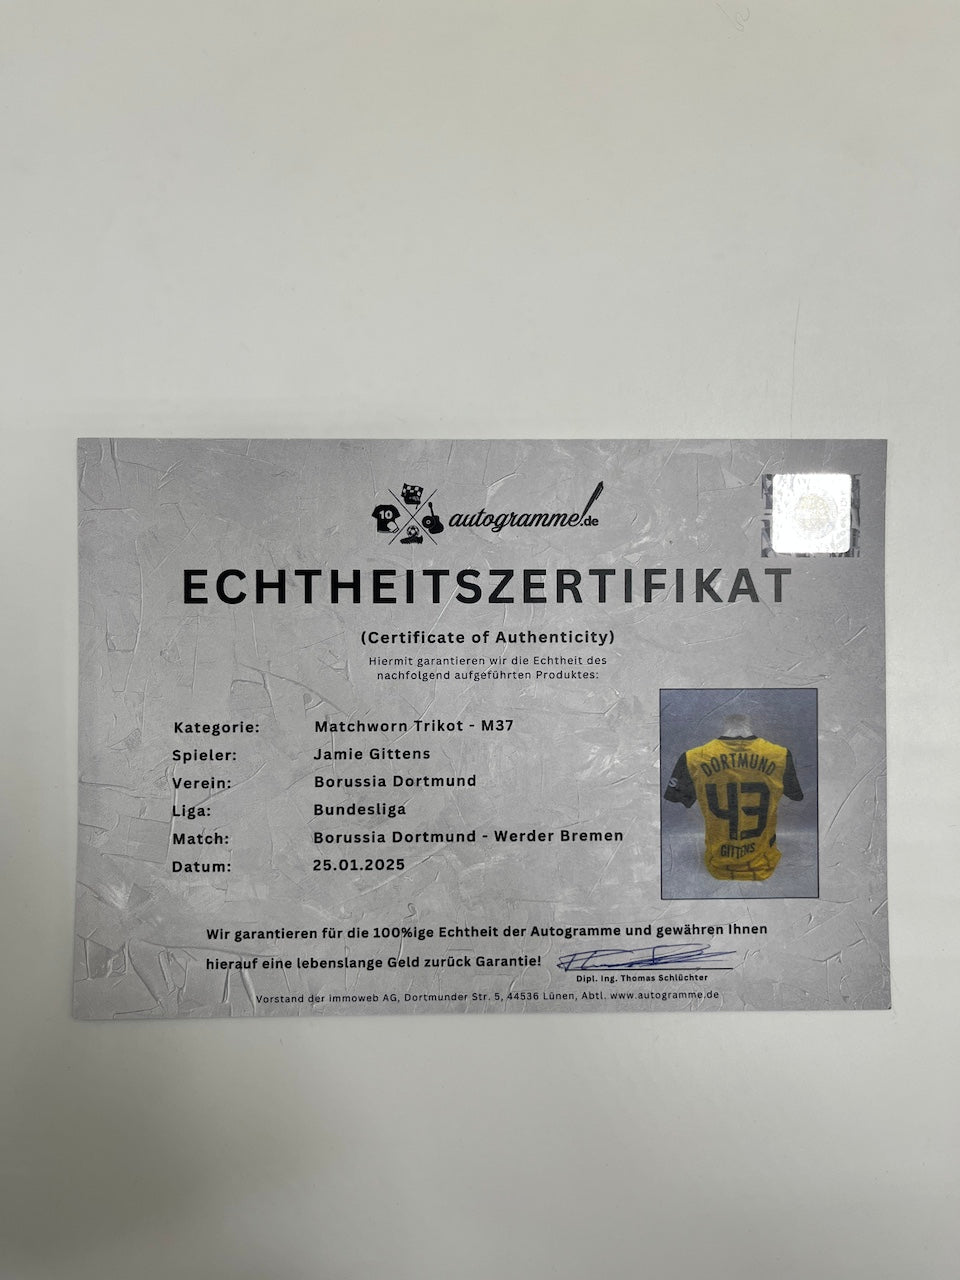 10
autogramme!.de
ECHTHEITSZERTIFIKAT
(Certificate of Authenticity)
Hiermit garantieren wir die Echtheit des
nachfolgend aufgeführten Produktes:
Kategorie: Matchworn Trikot - M37
Spieler: Jamie Gittens
Verein: Borussia Dortmund
Liga: Bundesliga
Match: Borussia Dortmund - Werder Bremen
Datum: 25.01.2025
DORTMUND
43
GITTENS
Wir garantieren für die 100%ige Echtheit der Autogramme und gewähren Ihnen
hierauf eine lebenslange Geld zurück Garantie!
Dipl. Ing. Thomas Schlüchter
Vorstand der immoweb AG, Dortmunder Str. 5, 44536 Lünen, Abtl. www.autogramme.de